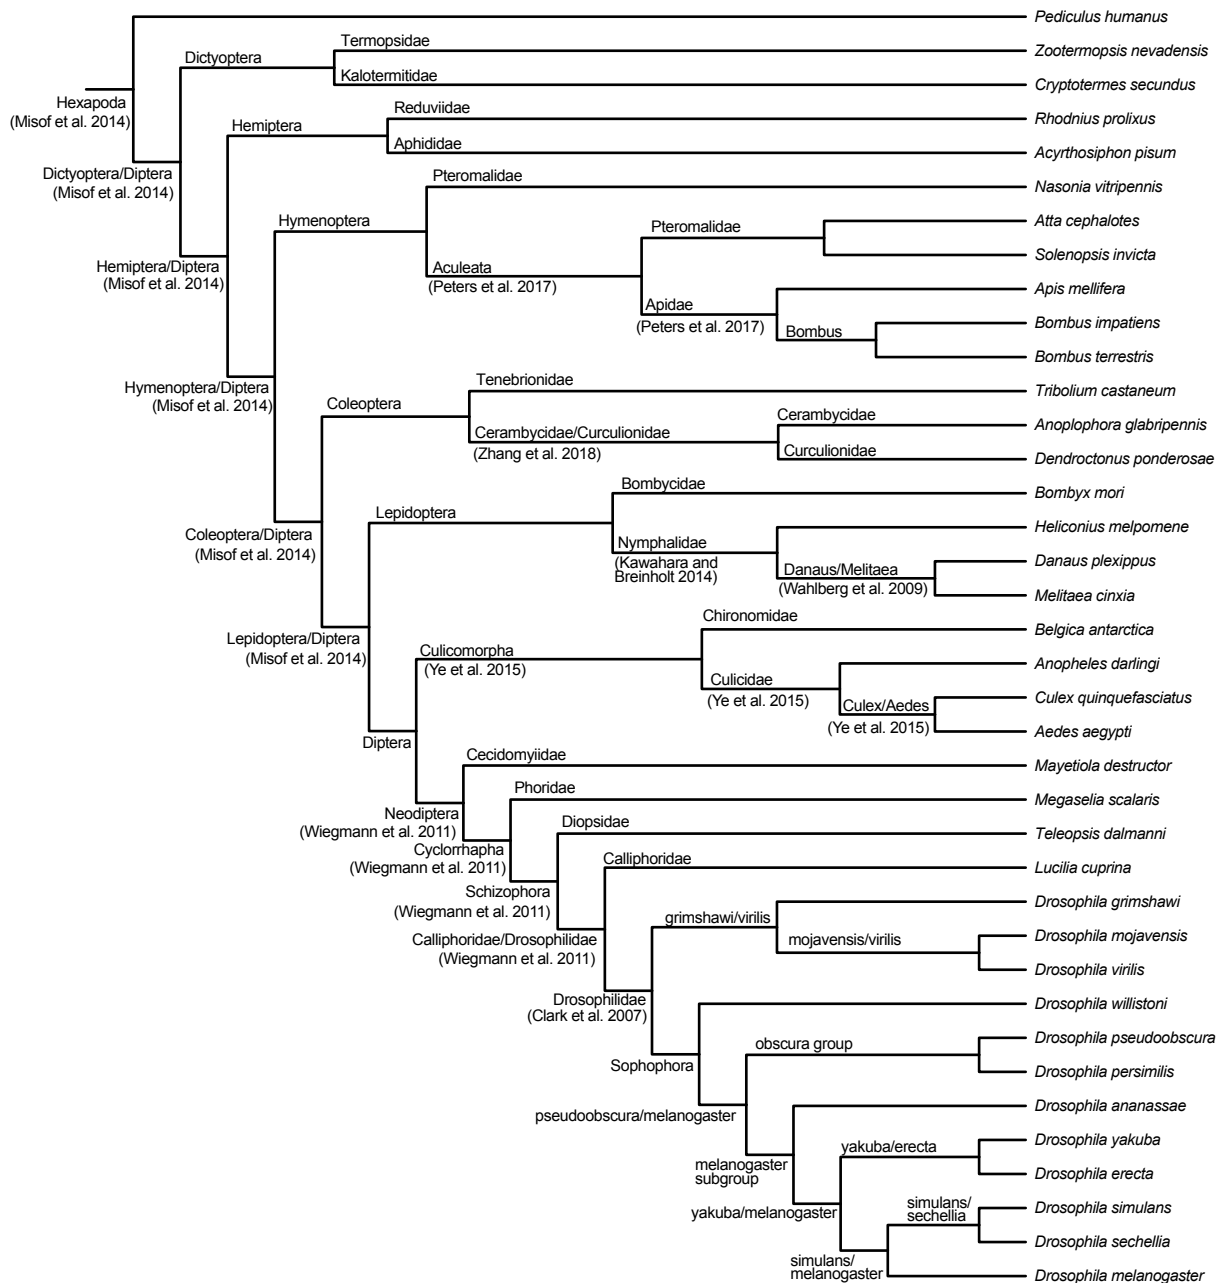 Pediculus humanus
Termopsidae
Zootermopsis nevadensis
Dictyoptera
Kalotermitidae
Cryptotermes secundus
Hexapoda
(Misof et al. 2014)
Reduviidae
Rhodnius prolixus
Hemiptera
Aphididae
Acyrthosiphon pisum
Dictyoptera/Diptera
(Misof et al. 2014)
Pteromalidae
Nasonia vitripennis
Hymenoptera
Pteromalidae
Atta cephalotes
Solenopsis invicta
Hemiptera/Diptera
(Misof et al. 2014)
Aculeata
(Peters et al. 2017)
Apis mellifera
Apidae
(Peters et al. 2017)
Bombus
Bombus impatiens
Bombus terrestris
Hymenoptera/Diptera
(Misof et al. 2014)
Tenebrionidae
Tribolium castaneum
Coleoptera
Cerambycidae
Anoplophora glabripennis
Cerambycidae/Curculionidae
(Zhang et al. 2018)
Curculionidae
Dendroctonus ponderosae
Bombycidae
Bombyx mori
Lepidoptera
Heliconius melpomene
Coleoptera/Diptera
(Misof et al. 2014)
Nymphalidae
(Kawahara and
Breinholt 2014)
Danaus/Melitaea
(Wahlberg et al. 2009)
Danaus plexippus
Melitaea cinxia
Chironomidae
Belgica antarctica
Lepidoptera/Diptera
(Misof et al. 2014)
Culicomorpha
(Ye et al. 2015)
Anopheles darlingi
Culicidae
(Ye et al. 2015)
Culex/Aedes
(Ye et al. 2015)
Culex quinquefasciatus
Aedes aegypti
Diptera
Cecidomyiidae
Mayetiola destructor
Phoridae
Megaselia scalaris
Neodiptera
(Wiegmann et al. 2011)
Diopsidae
Teleopsis dalmanni
Cyclorrhapa
(Wiegmann et al. 2011)
Calliphoridae
Lucilia cuprina
Schizophora
(Wiegmann et al. 2011)
Drosophila grimshawi
grimshawi/virilis
Calliphoridae/Drosophilidae
(Wiegmann et al. 2011)
mojavensis/virilis
Drosophila mojavensis
Drosophila virilis
Drosophilidae
(Clark et al. 2007)
Drosophila willistoni
obscura group
Drosophila pseudoobscura
Sophophora
Drosophila persimilis
pseudoobscura/melanogaster
Drosophila ananassae
yakuba/erecta
Drosophila yakuba
melanogaster
subgroup
Drosophila erecta
yakuba/melanogaster
simulans/
sechellia
Drosophila simulans
Drosophila sechellia
simulans/
melanogaster
Drosophila melanogaster